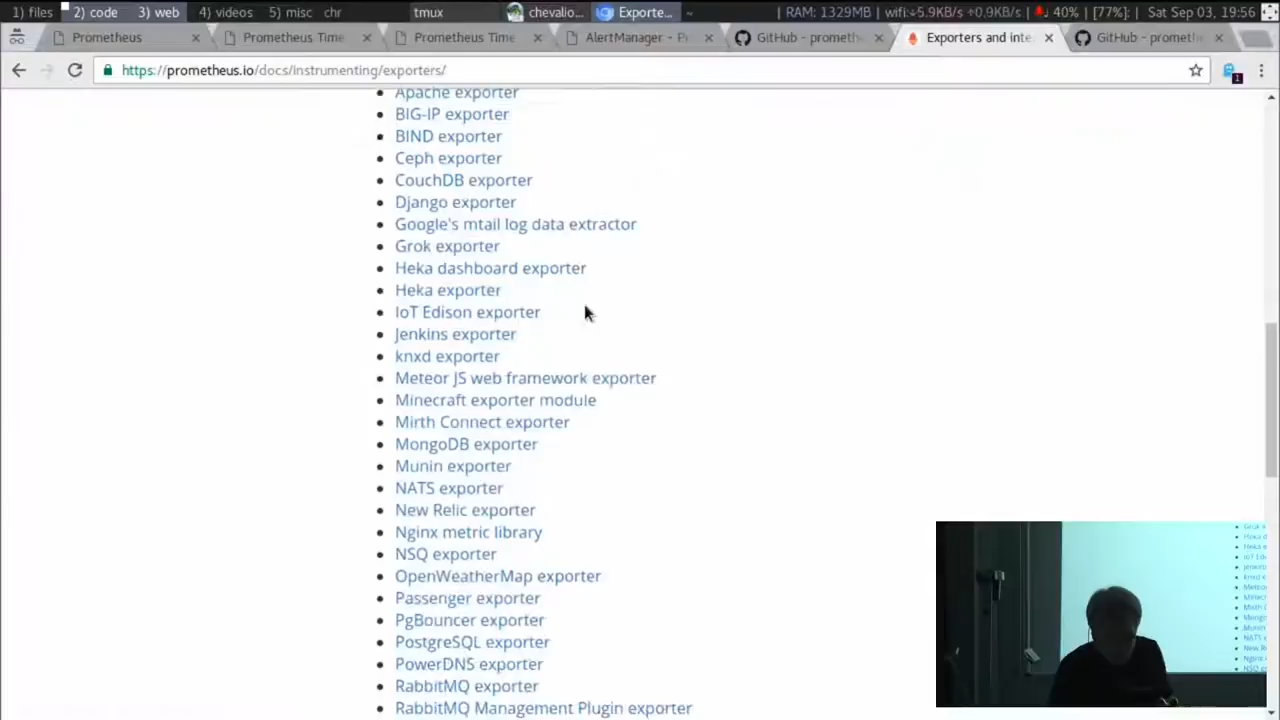 1) files 2) code 3) web 4) videos 5) misc chr tmux chevalio... Exporte... ~ | RAM: 1329MB | wifi:↓5.9KB/s ↑0.9KB/s | 40% | [77%]: | Sat Sep 03, 19:56
Prometheus × Prometheus Time × Prometheus Time × AlertManager - Pr × GitHub - prometh × Exporters and inte × GitHub - prometh ×
https://prometheus.io/docs/instrumenting/exporters/
1
Apache exporter
BIG-IP exporter
BIND exporter
Ceph exporter
CouchDB exporter
Django exporter
Google's mtail log data extractor
Grok exporter
Heka dashboard exporter
Heka exporter
IoT Edison exporter
Jenkins exporter
knxd exporter
Meteor JS web framework exporter
Minecraft exporter module
Mirth Connect exporter
MongoDB exporter
Munin exporter
NATS exporter
New Relic exporter
Nginx metric library
NSQ exporter
OpenWeatherMap exporter
Passenger exporter
PgBouncer exporter
PostgreSQL exporter
PowerDNS exporter
RabbitMQ exporter
RabbitMQ Management Plugin exporter